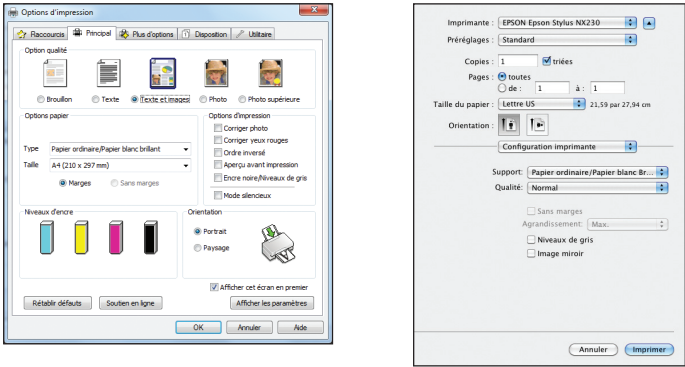 Options d'impression
Raccourcis Principal Plus d'options Disposition Utilitaire
Option qualité
Brouillon Texte Texte et images Photo Photo supérieure
Options papier
Type Papier ordinaire/Papier blanc brillant
Taille A4 (210 x 297 mm)
Marges Sans marges
Options d'impression
Corriger photo
Corriger yeux rouges
Ordre inversé
Aperçu avant impression
Encre noire/Niveaux de gris
Mode silencieux
Niveaux d'encre
Orientation
Portrait
Paysage
Afficher cet écran en premier
Rétablir défauts Soutien en ligne Afficher les paramètres
OK Annuler Aide
Imprimante : EPSON Epson Stylus NX230
Préréglages : Standard
Copies : 1 triées
Pages : toutes
de : 1 à : 1
Taille du papier : Lettre US 21,59 par 27,94 cm
Orientation :
Configuration imprimante
Support: Papier ordinaire/Papier blanc Br...
Qualité: Normal
Sans marges
Agrandissement: Max.
Niveaux de gris
Image miroir
Annuler Imprimer